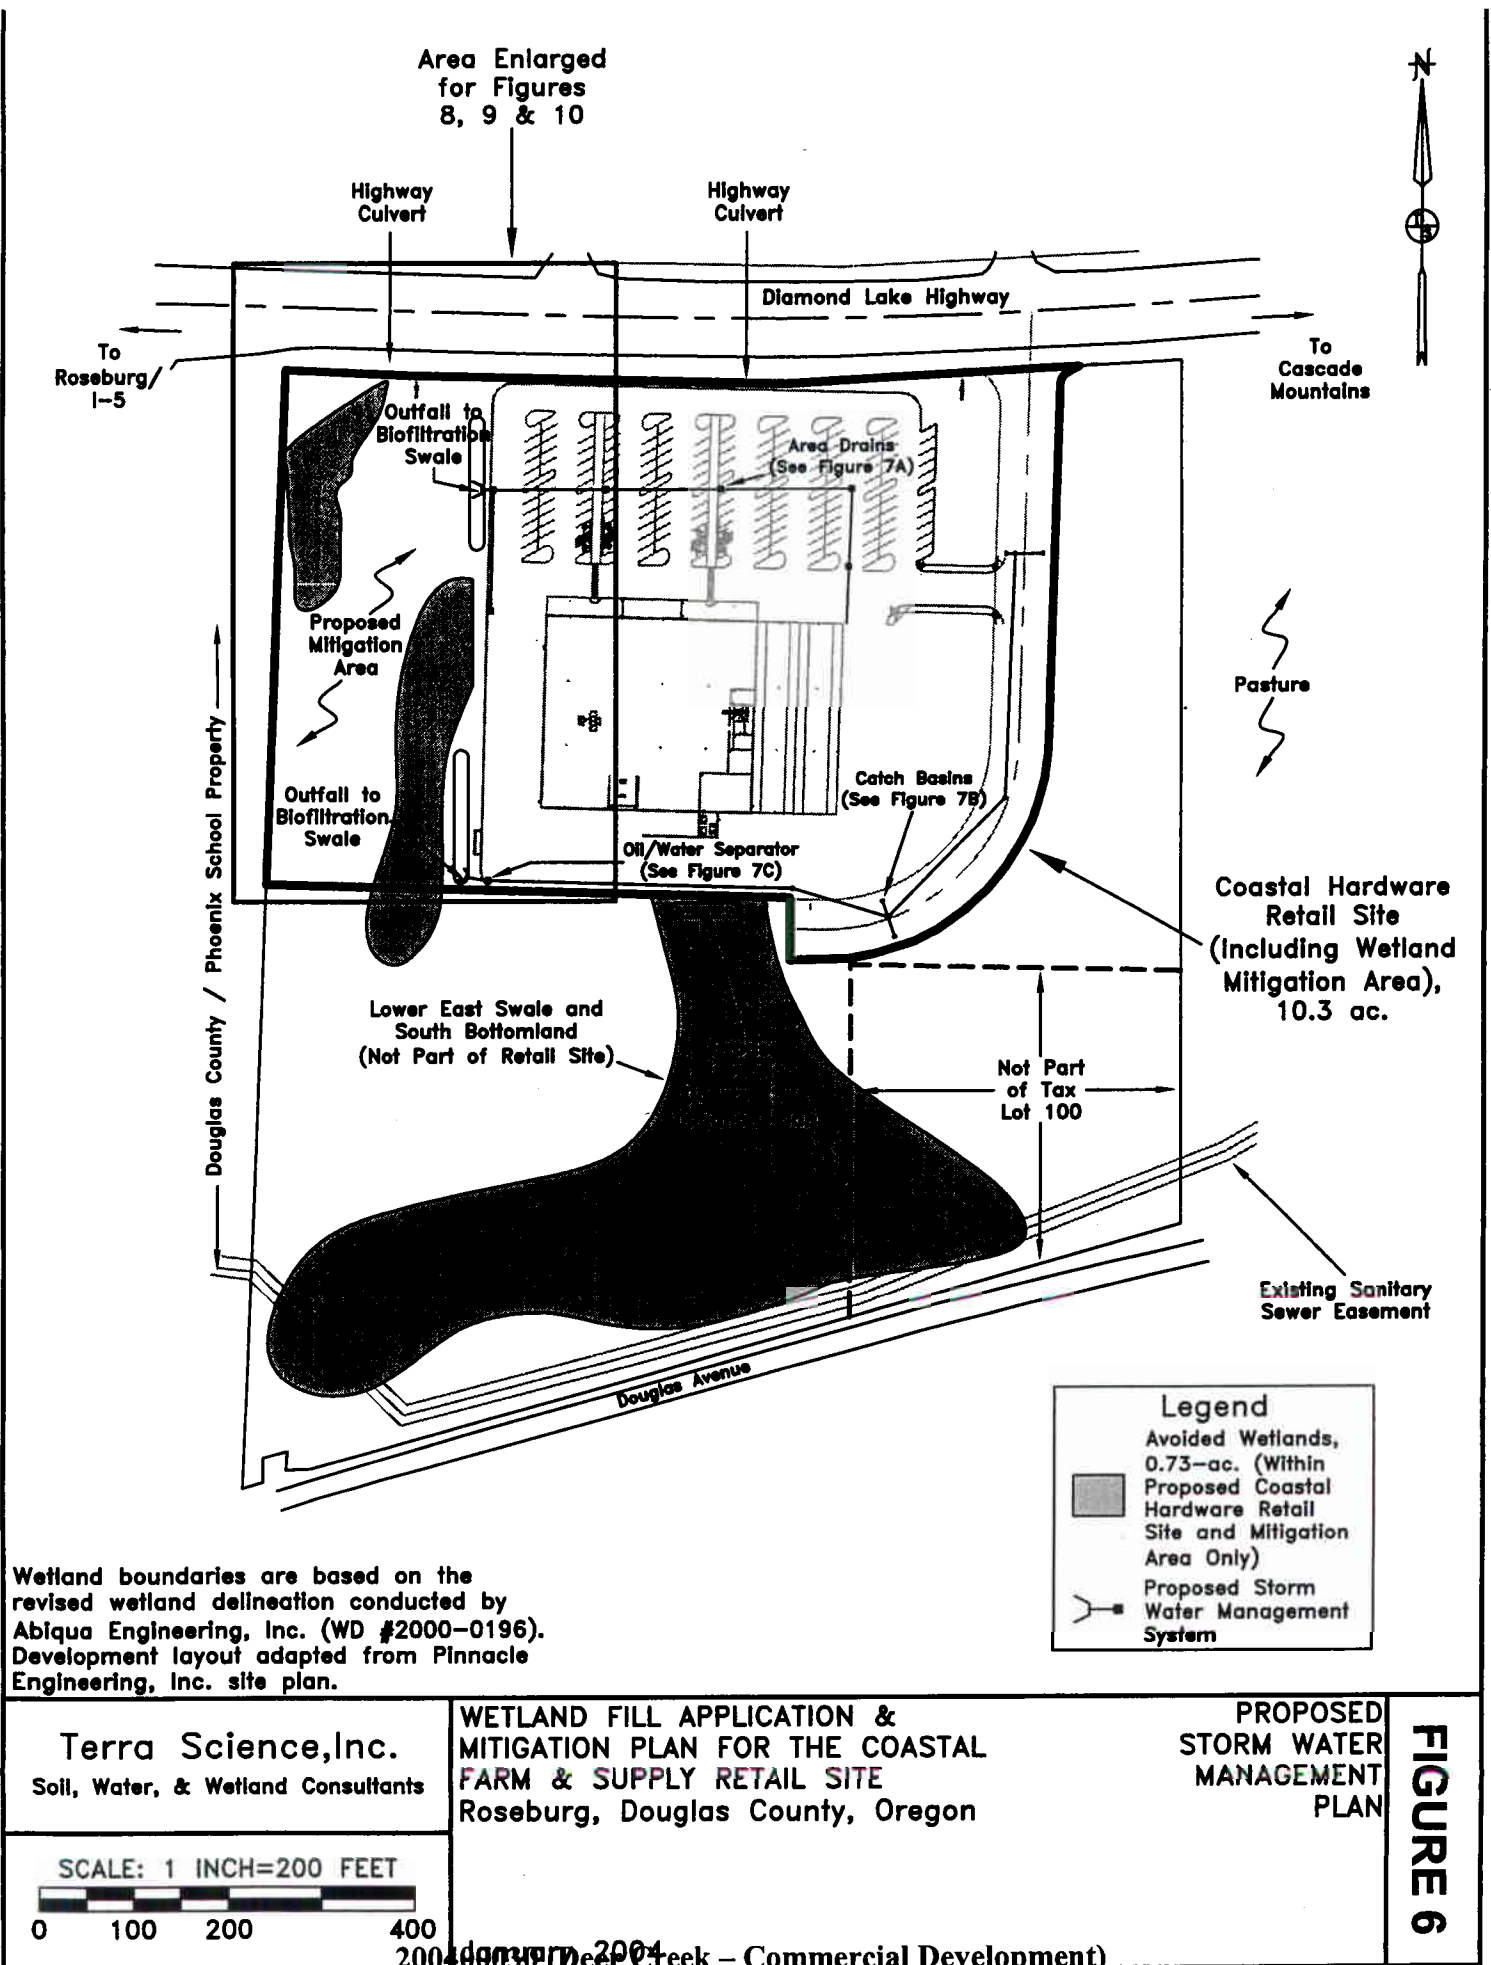 Area Enlarged
for Figures
8, 9 & 10
Highway
Culvert
Highway
Culvert
N
Diamond Lake Highway
To
Roseburg/
I-5
To
Cascade
Mountains
Outfall to
Biofiltration
Swale
Area Drains
(See Figure 7A)
Proposed
Mitigation
Area
Pasture
Douglas County / Phoenix School Property
Outfall to
Biofiltration
Swale
Catch Basins
(See Figure 7B)
Oil/Water Separator
(See Figure 7C)
Coastal Hardware
Retail Site
(including Wetland
Mitigation Area),
10.3 ac.
Lower East Swale and
South Bottomland
(Not Part of Retail Site)
Not Part
of Tax
Lot 100
Existing Sanitary
Sewer Easement
Douglas Avenue
Legend
Avoided Wetlands,
0.73-ac. (Within
Proposed Coastal
Hardware Retail
Site and Mitigation
Area Only)
Proposed Storm
Water Management
System
Wetland boundaries are based on the
revised wetland delineation conducted by
Abiqua Engineering, Inc. (WD #2000-0196).
Development layout adapted from Pinnacle
Engineering, Inc. site plan.
Terra Science,Inc.
Soil, Water, & Wetland Consultants
WETLAND FILL APPLICATION &
MITIGATION PLAN FOR THE COASTAL
FARM & SUPPLY RETAIL SITE
Roseburg, Douglas County, Oregon
PROPOSED
STORM WATER
MANAGEMENT
PLAN
FIGURE 6
SCALE: 1 INCH=200 FEET
0 100 200 400
January 2004
Creek – Commercial Development)